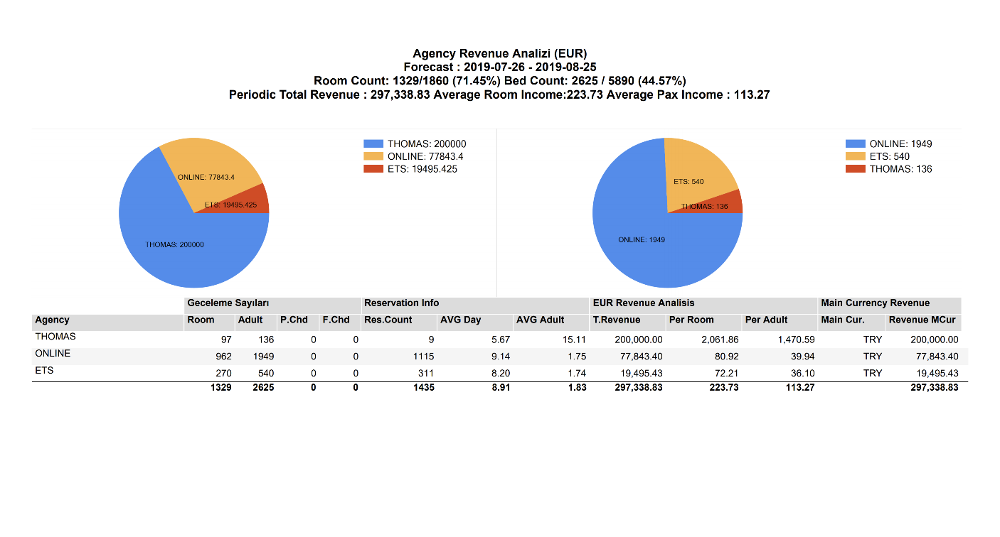 Agency Revenue Analizi (EUR)
Forecast : 2019-07-26 - 2019-08-25
Room Count: 1329/1860 (71.45%) Bed Count: 2625 / 5890 (44.57%)
Periodic Total Revenue : 297,338.83 Average Room Income:223.73 Average Pax Income : 113.27
THOMAS: 200000
ONLINE: 77843.4
ETS: 19495.425
ONLINE: 77843.4
ETS: 19495.425
THOMAS: 200000
ONLINE: 1949
ETS: 540
THOMAS: 136
ETS: 540
THOMAS: 136
ONLINE: 1949
Geceleme Sayıları Reservation Info EUR Revenue Analisis Main Currency Revenue
Agency Room Adult P.Chd F.Chd Res.Count AVG Day AVG Adult T.Revenue Per Room Per Adult Main Cur. Revenue MCur
THOMAS 97 136 0 0 9 5.67 15.11 200,000.00 2,061.86 1,470.59 TRY 200,000.00
ONLINE 962 1949 0 0 1115 9.14 1.75 77,843.40 80.92 39.94 TRY 77,843.40
ETS 270 540 0 0 311 8.20 1.74 19,495.43 72.21 36.10 TRY 19,495.43
1329 2625 0 0 1435 8.91 1.83 297,338.83 223.73 113.27 297,338.83